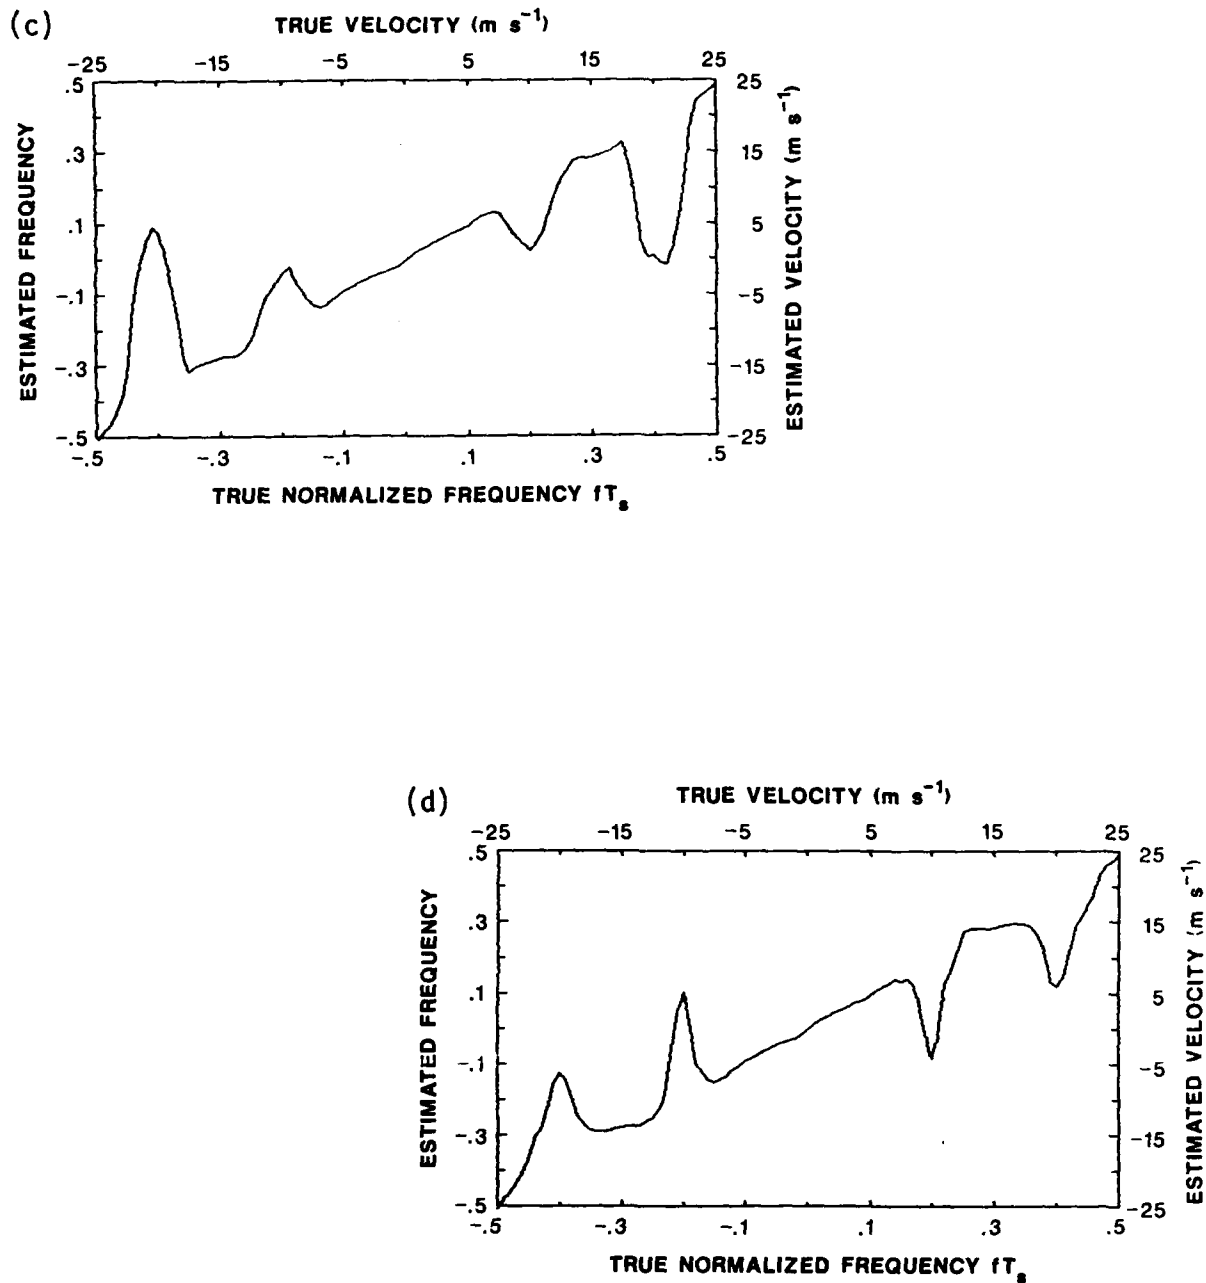 (c)
TRUE VELOCITY (m s⁻¹)
-25 -15 -5 5 15 25
.5 .3 .1 -.1 -.3 -.5
ESTIMATED FREQUENCY
25 15 5 -5 -15 -25
ESTIMATED VELOCITY (m s⁻¹)
-.5 -.3 -.1 .1 .3 .5
TRUE NORMALIZED FREQUENCY fTₛ
(d)
TRUE VELOCITY (m s⁻¹)
-25 -15 -5 5 15 25
.5 .3 .1 -.1 -.3 -.5
ESTIMATED FREQUENCY
25 15 5 -5 -15 -25
ESTIMATED VELOCITY (m s⁻¹)
-.5 -.3 -.1 .1 .3 .5
TRUE NORMALIZED FREQUENCY fTₛ